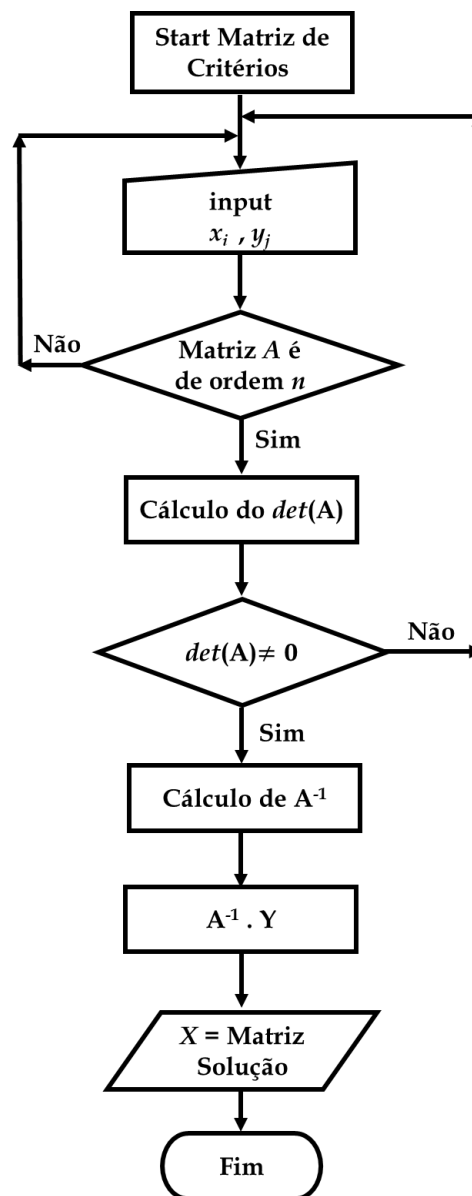 Start Matriz de
Critérios
input
xᵢ , yⱼ
Não
Matriz A é
de ordem n
Sim
Cálculo do det(A)
Não
det(A)≠ 0
Sim
Cálculo de A⁻¹
A⁻¹ . Y
X = Matriz
Solução
Fim